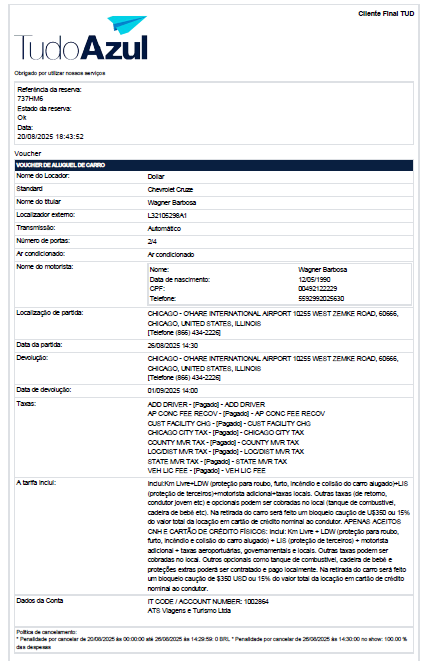 Cliente Final TUD
TudoAzul
Obrigado por utilizar nossos serviços
Referência da reserva:
737HM6
Estado da reserva:
Ok
Data:
20/08/2025 18:43:52
Voucher
VOUCHER DE ALUGUEL DE CARRO
Nome do Locador: Dollar
Standard Chevrolet Cruze
Nome do titular Wagner Barbosa
Localizador externo: L32105298A1
Transmissão: Automático
Número de portas: 2/4
Ar condicionado: Ar condicionado
Nome do motorista:
Nome: Wagner Barbosa
Data de nascimento: 12/05/1990
CPF: 00492122229
Telefone: 5592992025630
Localização de partida: CHICAGO - O'HARE INTERNATIONAL AIRPORT 10255 WEST ZEMKE ROAD, 60666,
CHICAGO, UNITED STATES, ILLINOIS
[Telefone (866) 434-2226]
Data da partida: 26/08/2025 14:30
Devolução: CHICAGO - O'HARE INTERNATIONAL AIRPORT 10255 WEST ZEMKE ROAD, 60666,
CHICAGO, UNITED STATES, ILLINOIS
[Telefone (866) 434-2226]
Data de devolução: 01/09/2025 14:00
Taxas: ADD DRIVER - [Pagado] - ADD DRIVER
AP CONC FEE RECOV - [Pagado] - AP CONC FEE RECOV
CUST FACILITY CHG - [Pagado] - CUST FACILITY CHG
CHICAGO CITY TAX - [Pagado] - CHICAGO CITY TAX
COUNTY MVR TAX - [Pagado] - COUNTY MVR TAX
LOC/DIST MVR TAX - [Pagado] - LOC/DIST MVR TAX
STATE MVR TAX - [Pagado] - STATE MVR TAX
VEH LIC FEE - [Pagado] - VEH LIC FEE
A tarifa inclui: Inclui:Km Livre+LDW (proteção para roubo, furto, incêndio e colisão do carro alugado)+LIS
(proteção de terceiros)+motorista adicional+taxas locais. Outras taxas (de retorno,
condutor jovem etc) e opcionais podem ser cobradas no local (tanque de combustível,
cadeira de bebê etc). Na retirada do carro será feito um bloqueio caução de U$350 ou 15%
do valor total da locação em cartão de crédito nominal ao condutor. APENAS ACEITOS
CNH E CARTÃO DE CRÉDITO FÍSICOS: Inclui: Km Livre + LDW (proteção para roubo,
furto, incêndio e colisão do carro alugado) + LIS (proteção de terceiros) + motorista
adicional + taxas aeroportuárias, governamentais e locais. Outras taxas podem ser
cobradas no local. Outros opcionais como tanque de combustível, cadeira de bebê e
proteções extras poderá ser contratado e pago localmente. Na retirada do carro será feito
um bloqueio caução de $350 USD ou 15% do valor total da locação em cartão de crédito
nominal ao condutor.
Dados da Conta IT CODE / ACCOUNT NUMBER: 1002864
ATS Viagens e Turismo Ltda
Política de cancelamento:
* Penalidade por cancelar de 20/08/2025 às 00:00:00 até 26/08/2025 às 14:29:59: 0 BRL * Penalidade por cancelar de 26/08/2025 às 14:30:00 no show: 100.00 %
das despesas